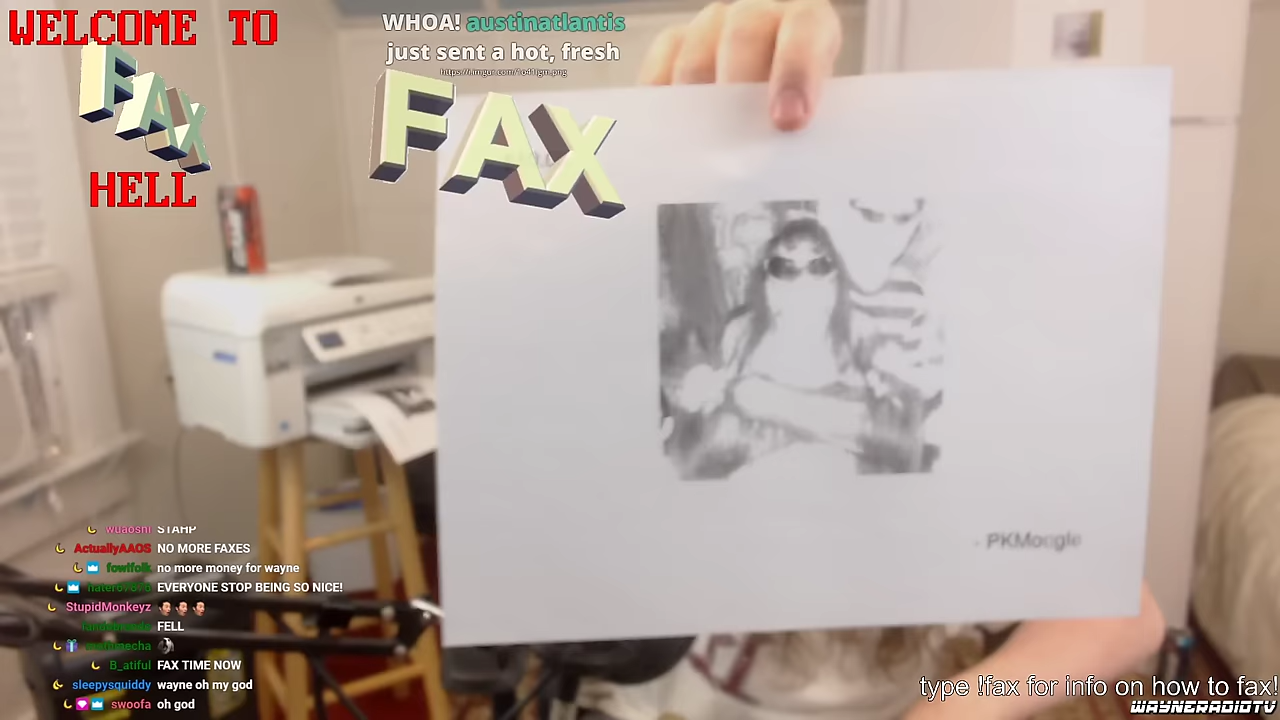 WELCOME TO
FAX
HELL
WHOA! austinatlantis
just sent a hot, fresh
FAX
- PKMoogle
STAHP
ActuallyAAOS NO MORE FAXES
fowlfolk no more money for wayne
EVERYONE STOP BEING SO NICE!
StupidMonkeyz
FELL
B_atiful FAX TIME NOW
sleepysquiddy wayne oh my god
swoofa oh god
type !fax for info on how to fax!
WAYNERADIOTV